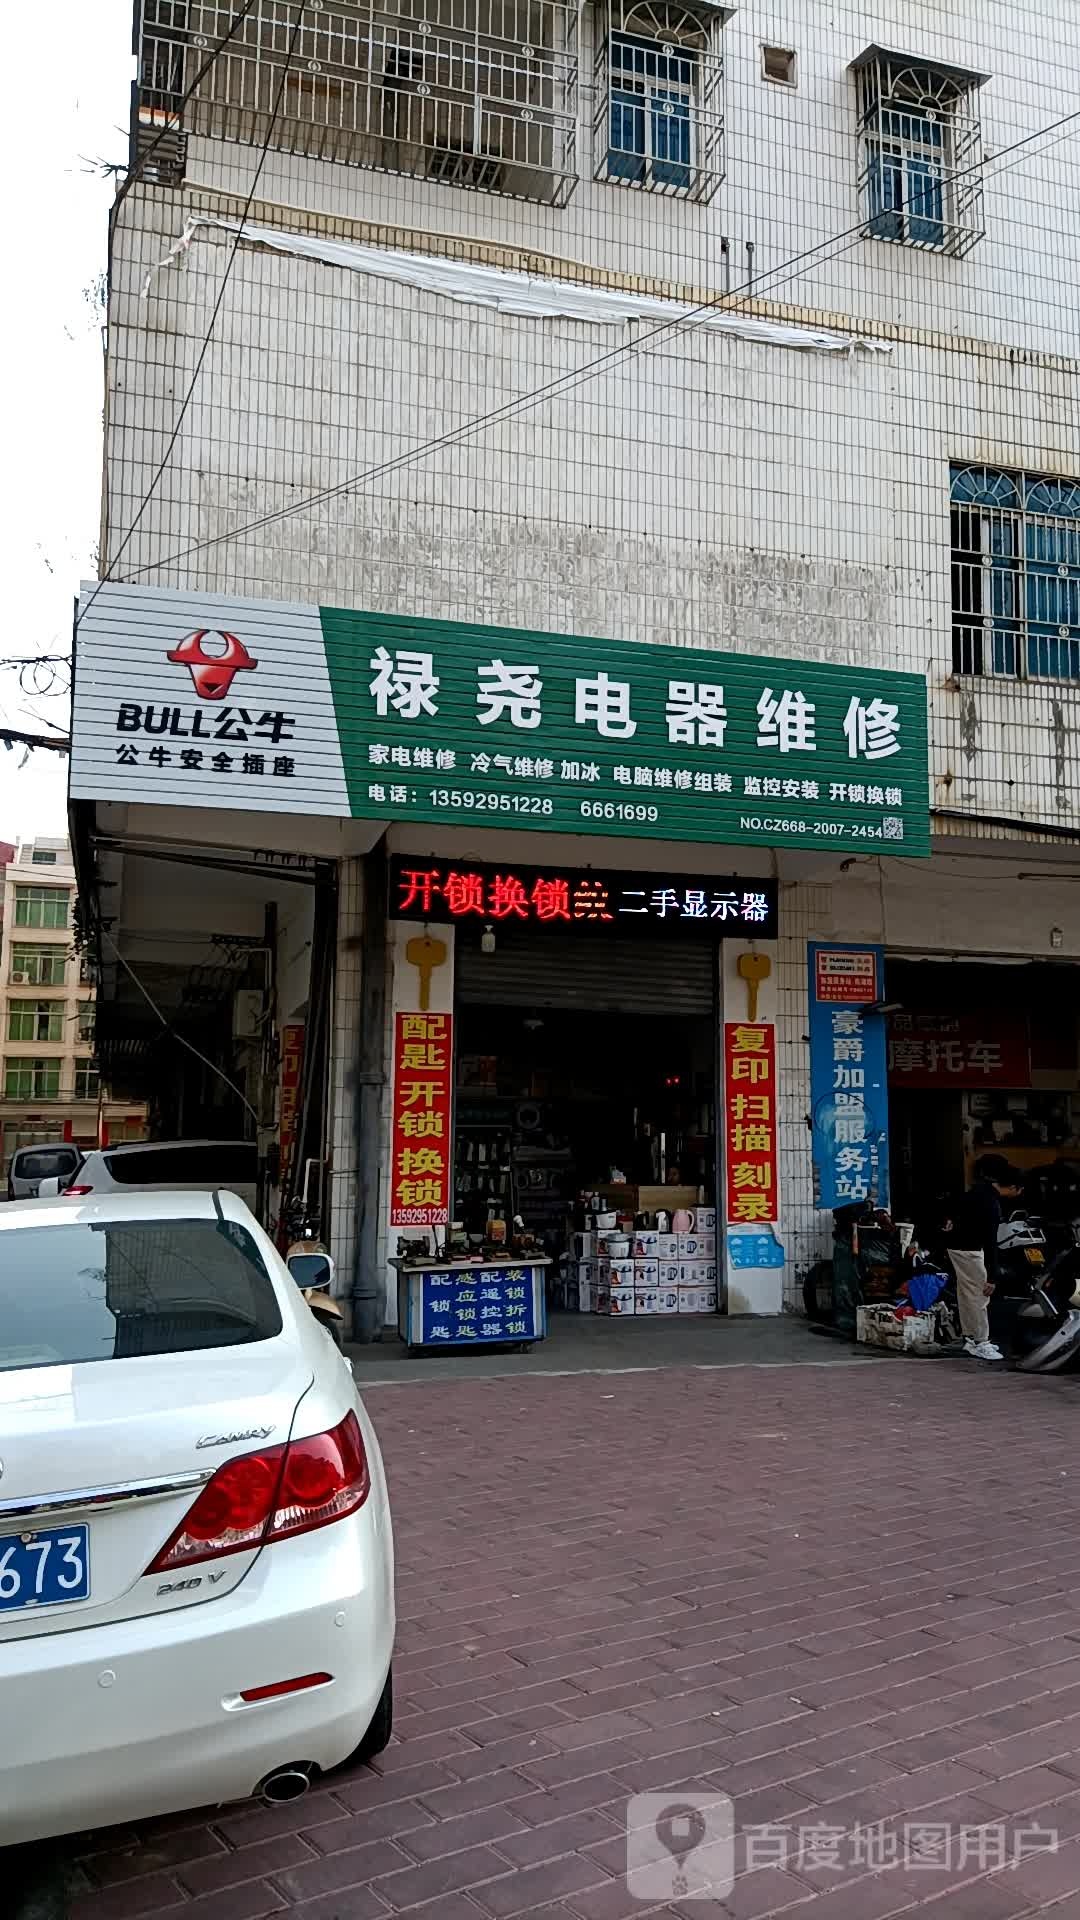 BULL公牛
公牛安全插座
禄尧电器维修
家电维修 冷气维修 加冰 电脑维修组装 监控安装 开锁换锁
电话：13592951228 6661699
NO.CZ668-2007-2454
开锁换锁 二手显示器
配匙开锁换锁
13592951228
复印扫描刻录
豪爵加盟服务站
摩托车
复印
配锁匙
感应锁匙
配遥控器
装锁拆锁
CAMRY
240 V
673
百度地图用户